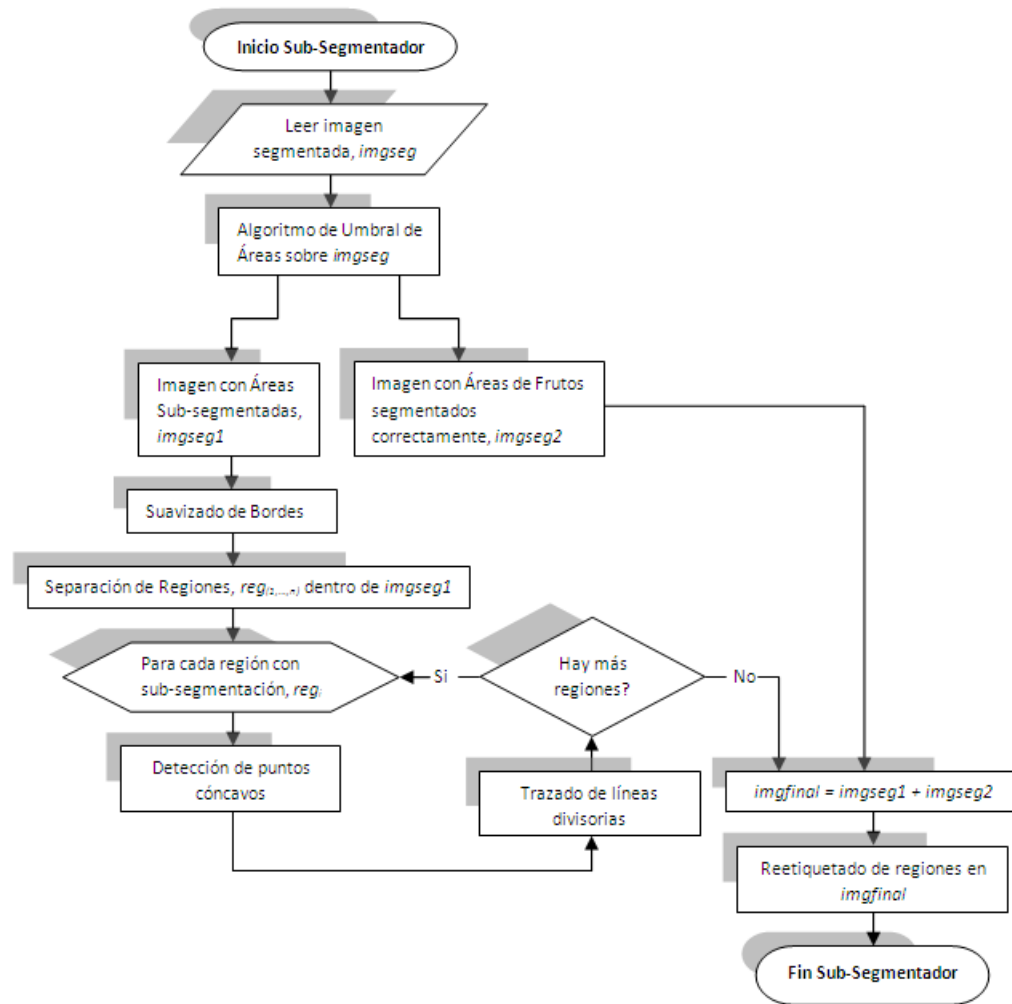 Inicio Sub-Segmentador
Leer imagen
segmentada, imgseg
Algoritmo de Umbral de
Áreas sobre imgseg
Imagen con Áreas
Sub-segmentadas,
imgseg1
Imagen con Áreas de Frutos
segmentados
correctamente, imgseg2
Suavizado de Bordes
Separación de Regiones, reg(1,...,n) dentro de imgseg1
Para cada región con
sub-segmentación, regi
Si
Hay más
regiones?
No
Detección de puntos
cóncavos
Trazado de líneas
divisorias
imgfinal = imgseg1 + imgseg2
Reetiquetado de regiones en
imgfinal
Fin Sub-Segmentador